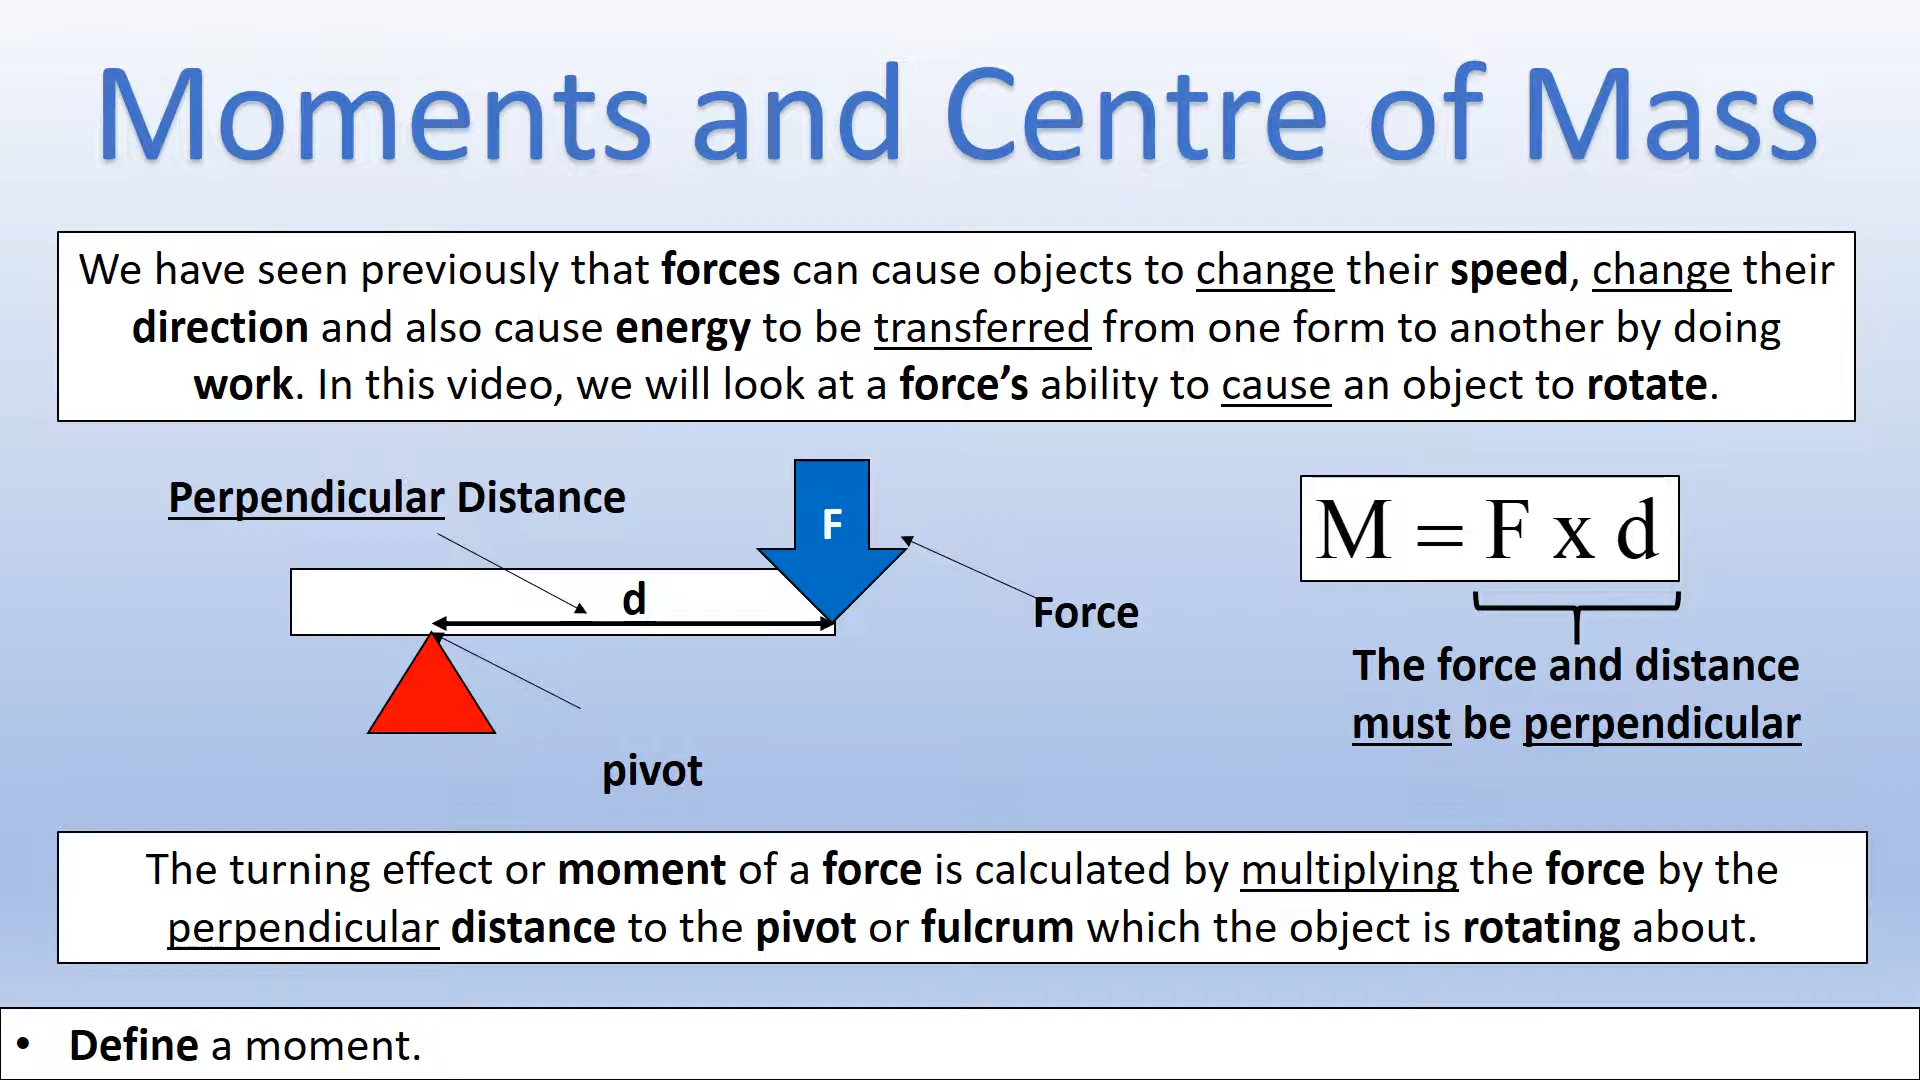 Moments and Centre of Mass
We have seen previously that forces can cause objects to change their speed, change their
direction and also cause energy to be transferred from one form to another by doing
work. In this video, we will look at a force’s ability to cause an object to rotate.
Perpendicular Distance
F
d
Force
pivot
M = F x d
The force and distance
must be perpendicular
The turning effect or moment of a force is calculated by multiplying the force by the
perpendicular distance to the pivot or fulcrum which the object is rotating about.
• Define a moment.